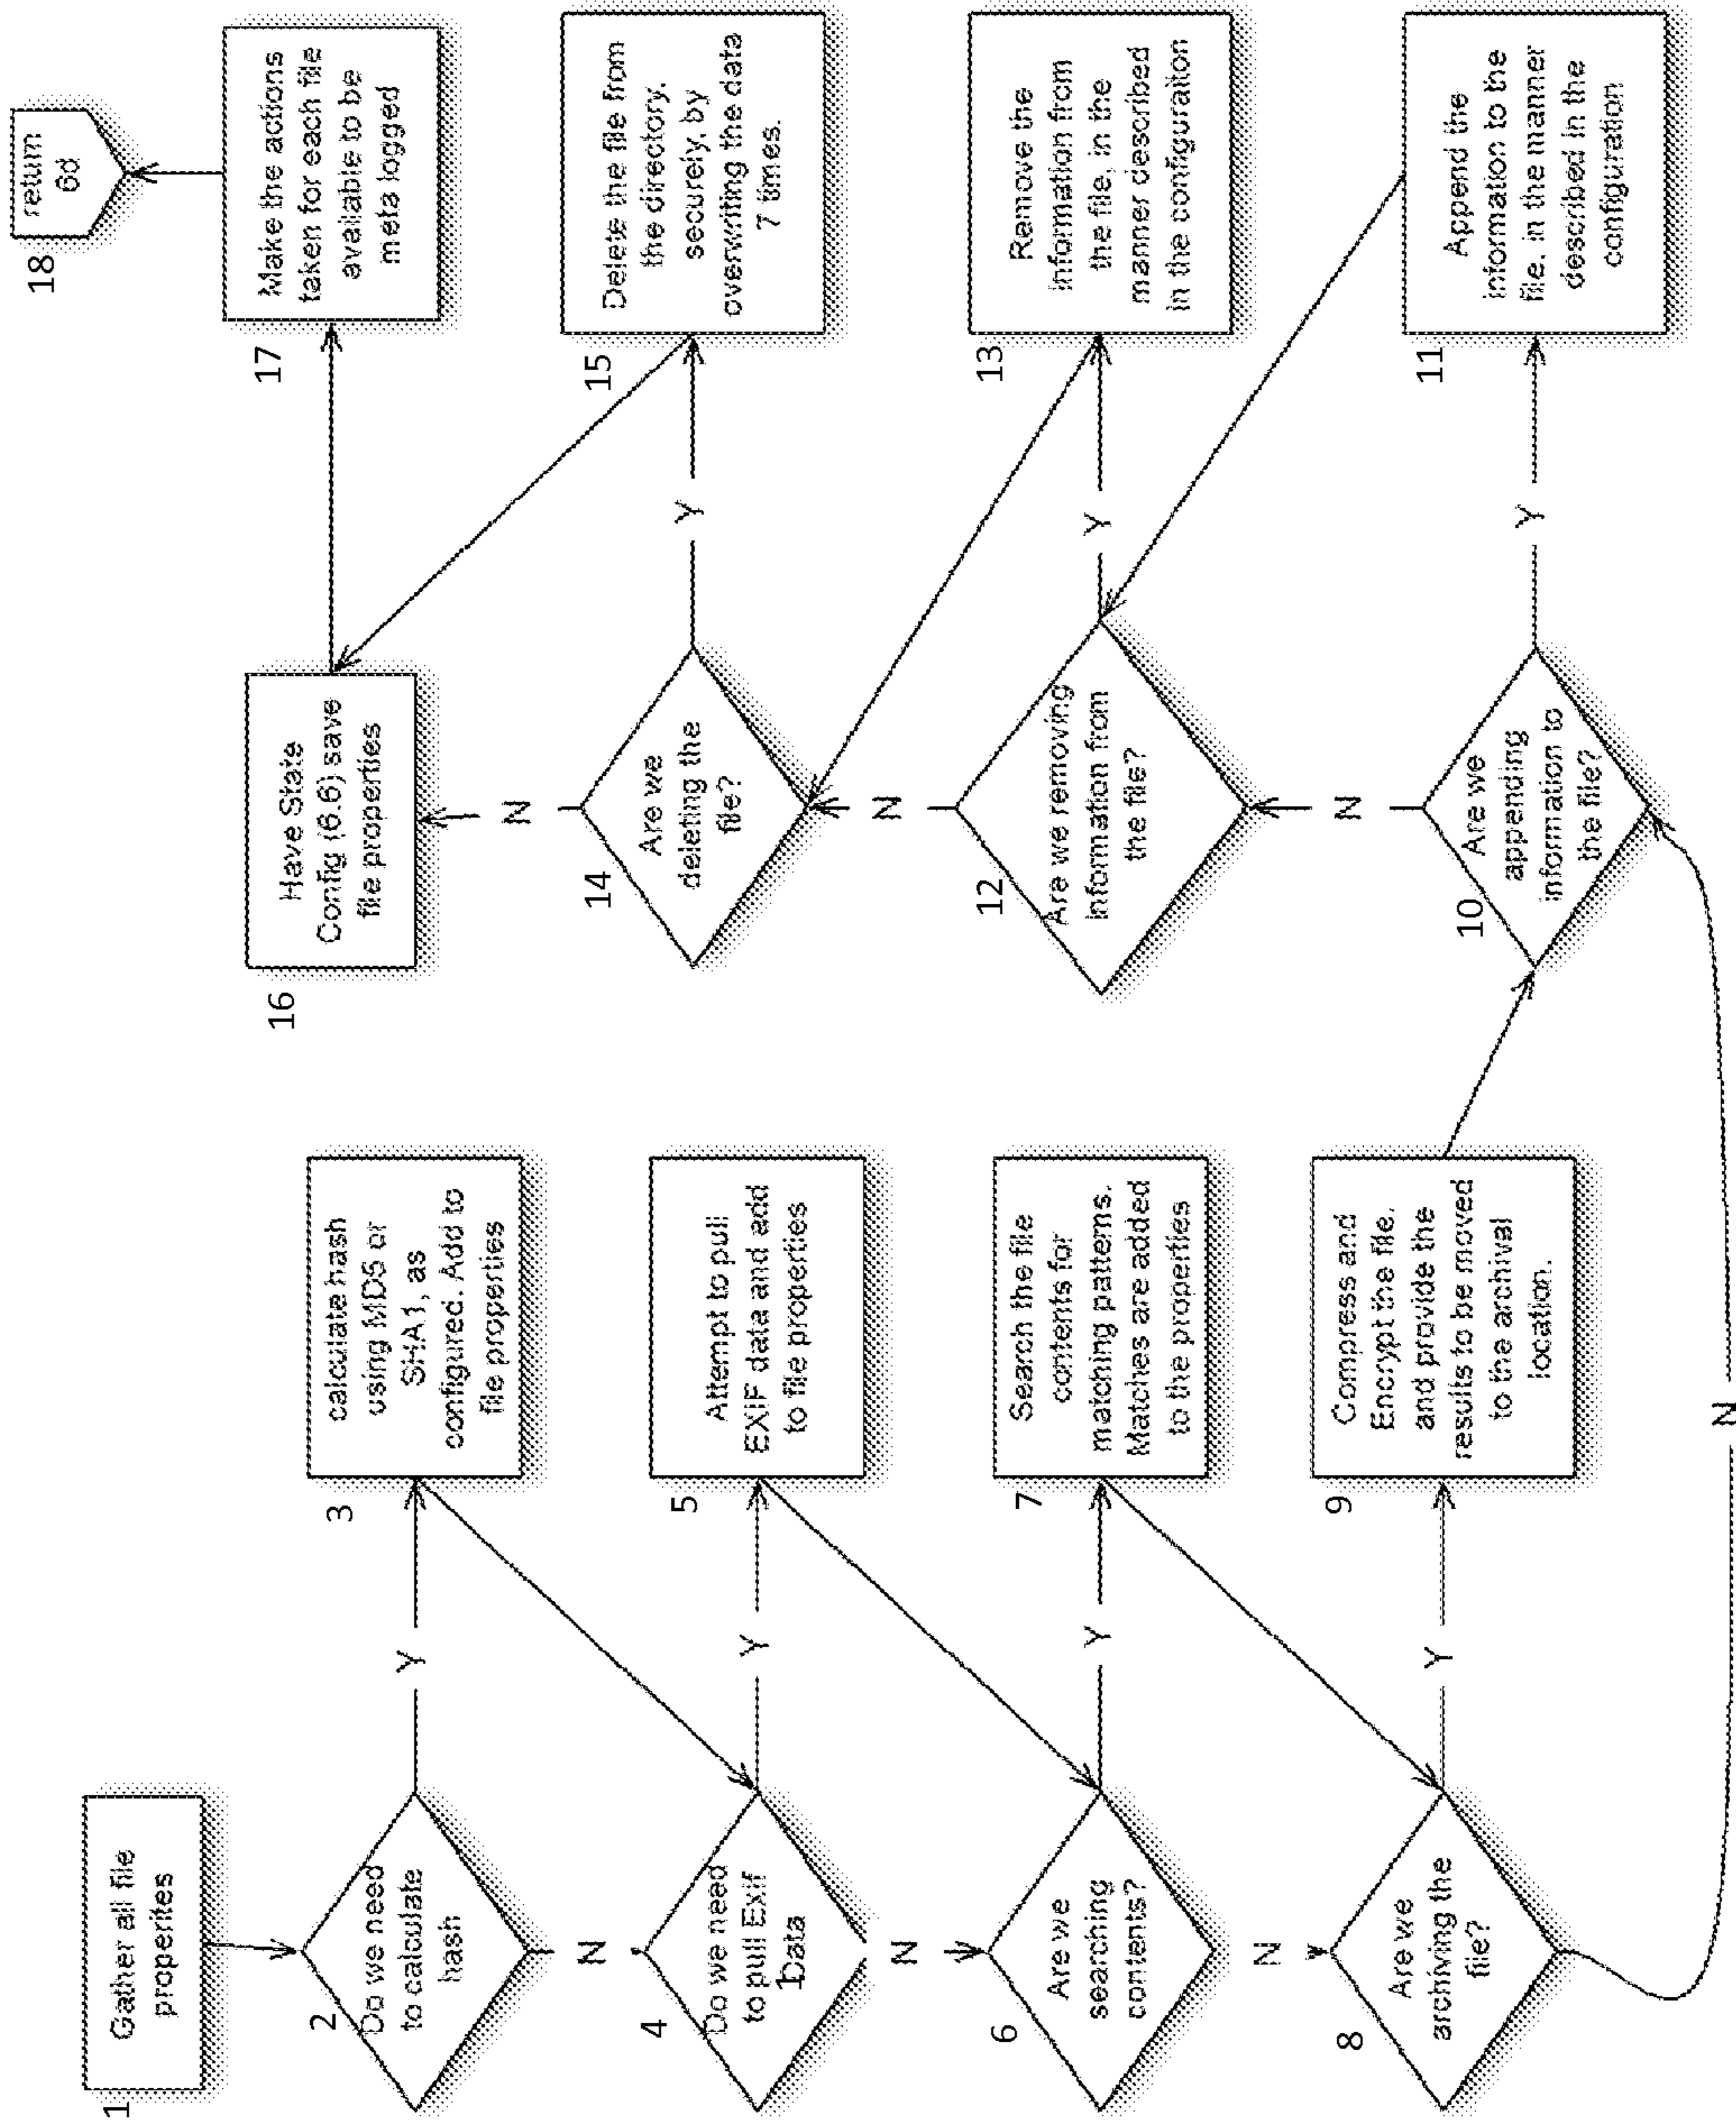 1
Gather all file
properites
2
Do we need
to calculate
hash
Y
3
calculate hash
using MD5 or
SHA1, as
configured. Add to
file properties
N
4
Do we need
to pull Exif
Data
1
Y
5
Attempt to pull
EXIF data and add
to file properties
N
6
Are we
searching
contents?
Y
7
Search the file
contents for
matching patterns.
Matches are added
to the properties
N
8
Are we
archiving the
file?
Y
9
Compress and
Encrypt the file,
and provide the
results to be moved
to the archival
location.
N
10
Are we
appending
information to
the file?
Y
11
Append the
information to the
file, in the manner
described in the
configuration
N
12
Are we removing
information from
the file?
Y
13
Remove the
information from
the file, in the
manner described
in the configuraiton
N
14
Are we
deleting the
file?
Y
15
Delete the file from
the directory,
securely, by
overwriting the data
7 times.
N
16
Have State
Config (6.6) save
file properties
17
Make the actions
taken for each file
available to be
meta logged
18
return
6d